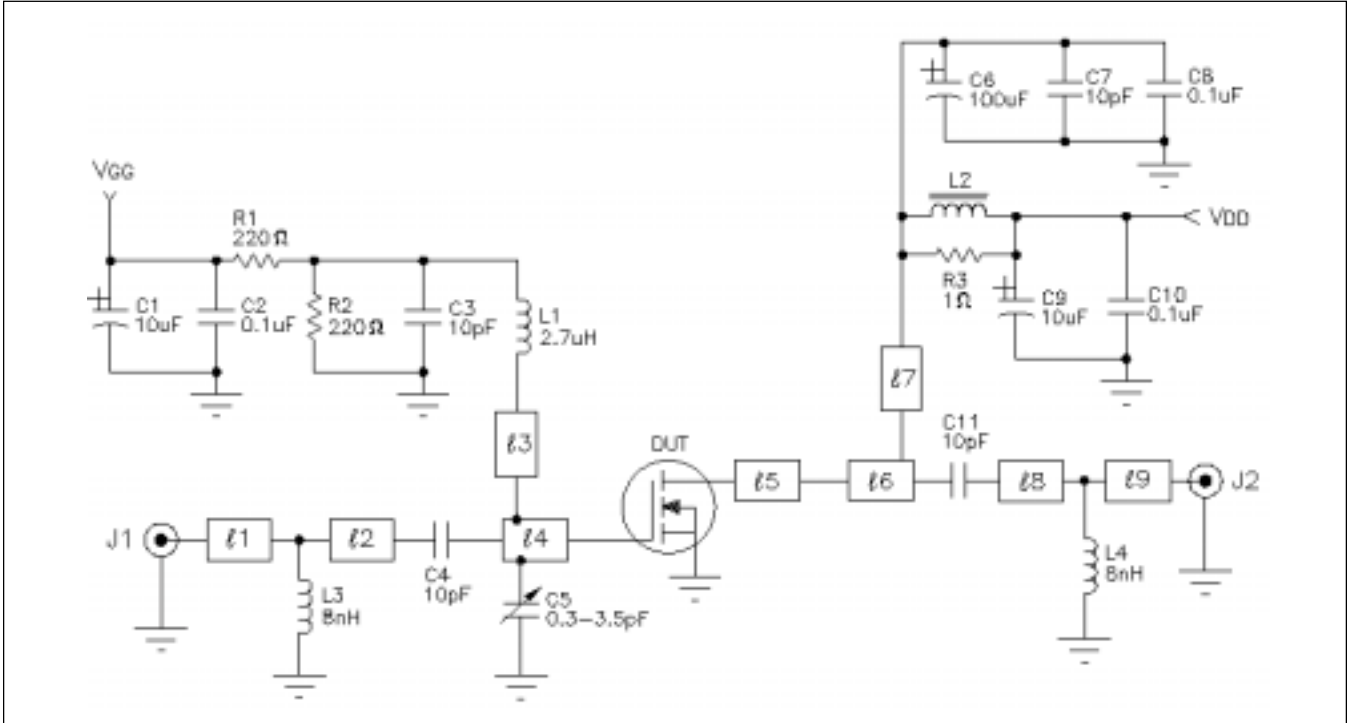 C6
100uF
C7
10pF
C8
0.1uF
VGG
L2
VDD
R1
220Ω
R3
1Ω
C1
10uF
C2
0.1uF
R2
220Ω
C3
10pF
L1
2.7uH
C9
10uF
C10
0.1uF
ℓ7
ℓ3
DUT
C11
10pF
ℓ5
ℓ6
ℓ8
ℓ9
J2
J1
ℓ1
ℓ2
ℓ4
C4
10pF
L3
8nH
C5
0.3-3.5pF
L4
8nH